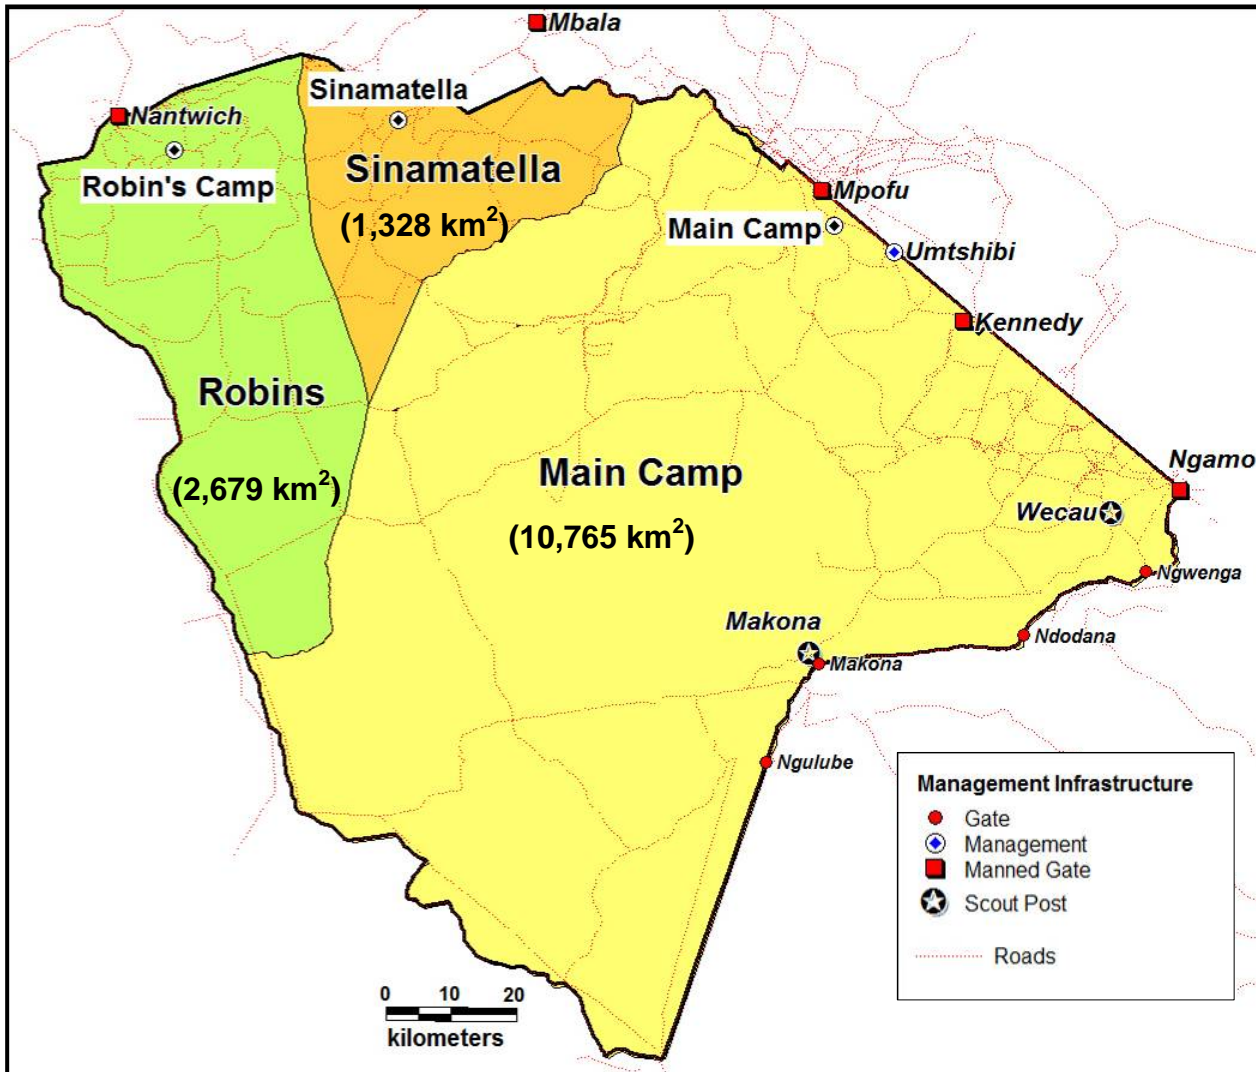 Mbala
Sinamatella
Nantwich
Robin's Camp
Sinamatella
(1,328 km²)
Mpofu
Main Camp
Umtshibi
Kennedy
Robins
(2,679 km²)
Main Camp
(10,765 km²)
Ngamo
Wecau
Ngwenga
Makona
Ndodana
Makona
Ngulube
Management Infrastructure
Gate
Management
Manned Gate
Scout Post
Roads
0 10 20
kilometers